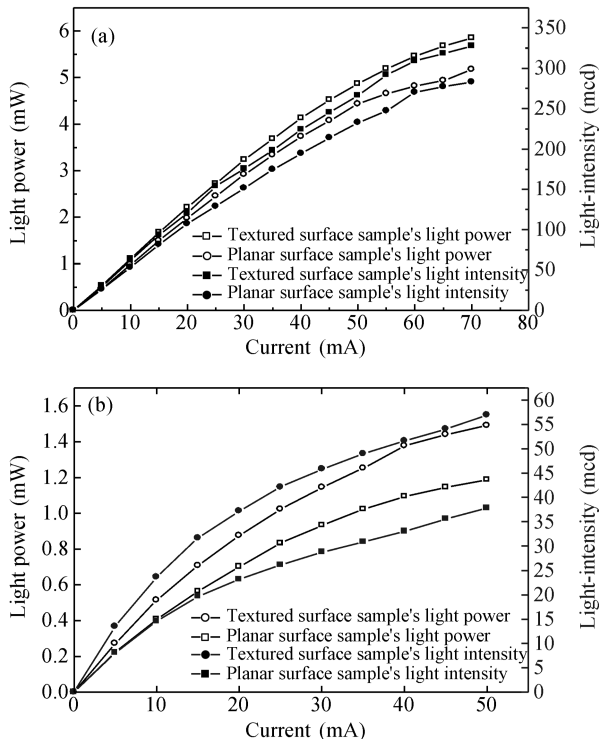 (a)
Light power (mW)
6
5
4
3
2
1
0
Light-intensity (mcd)
350
300
250
200
150
100
50
0
Textured surface sample's light power
Planar surface sample's light power
Textured surface sample's light intensity
Planar surface sample's light intensity
0 10 20 30 40 50 60 70 80
Current (mA)
(b)
Light power (mW)
1.6
1.4
1.2
1.0
0.8
0.6
0.4
0.2
0.0
Light-intensity (mcd)
60
55
50
45
40
35
30
25
20
15
10
5
0
Textured surface sample's light power
Planar surface sample's light power
Textured surface sample's light intensity
Planar surface sample's light intensity
0 10 20 30 40 50
Current (mA)